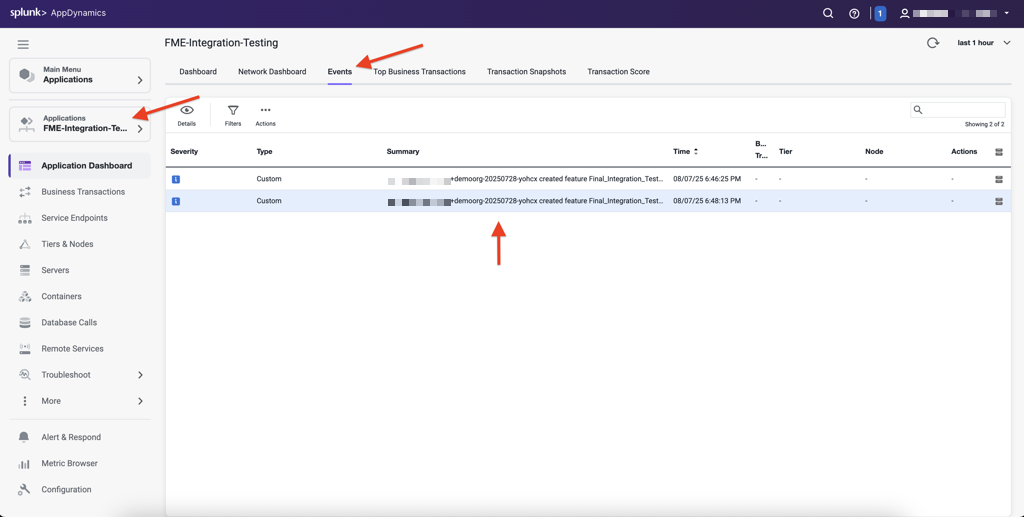 splunk> AppDynamics
1
FME-Integration-Testing
last 1 hour
Main Menu
Applications
Applications
FME-Integration-Te...
Dashboard
Network Dashboard
Events
Top Business Transactions
Transaction Snapshots
Transaction Score
Details
Filters
Actions
Showing 2 of 2
Severity
Type
Summary
Time
B...
Tr...
Tier
Node
Actions
Custom
+demoorg-20250728-yohcx created feature Final_Integration_Test...
08/07/25 6:46:25 PM
-
-
-
-
Custom
+demoorg-20250728-yohcx created feature Final_Integration_Test...
08/07/25 6:48:13 PM
-
-
-
-
Application Dashboard
Business Transactions
Service Endpoints
Tiers & Nodes
Servers
Containers
Database Calls
Remote Services
Troubleshoot
More
Alert & Respond
Metric Browser
Configuration